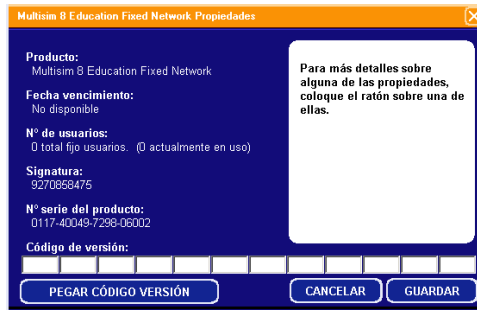 Multisim 8 Education Fixed Network Propiedades
Producto:
Multisim 8 Education Fixed Network
Fecha vencimiento:
No disponible
Nº de usuarios:
0 total fijo usuarios. (0 actualmente en uso)
Signatura:
9270858475
Nº serie del producto:
0117-40049-7298-06002
Código de versión:
Para más detalles sobre
alguna de las propiedades,
coloque el ratón sobre una de
ellas.
PEGAR CÓDIGO VERSIÓN
CANCELAR
GUARDAR